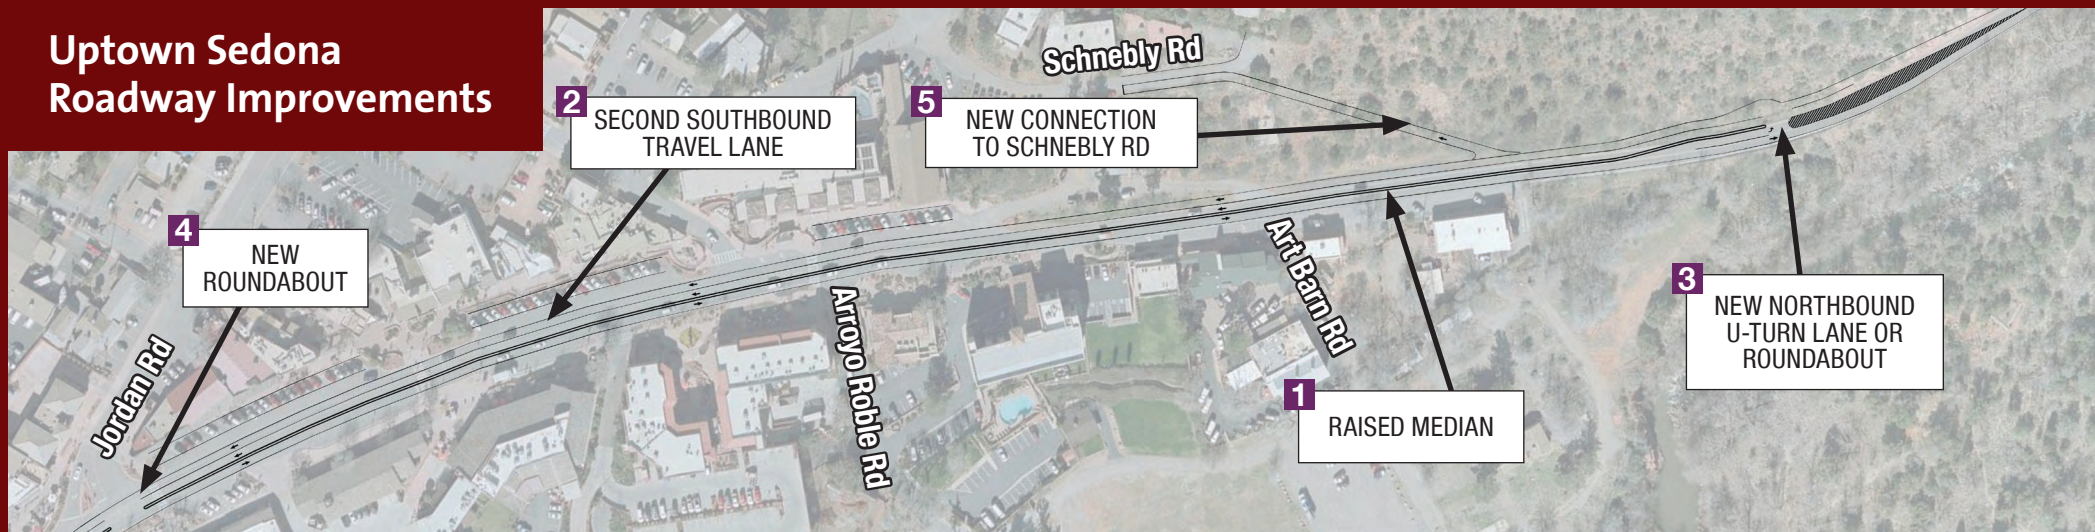 Uptown Sedona
Roadway Improvements
Schnebly Rd
2
SECOND SOUTHBOUND
TRAVEL LANE
5
NEW CONNECTION
TO SCHNEBLY RD
4
NEW
ROUNDABOUT
Jordan Rd
Arroyo Roble Rd
Art Barn Rd
3
NEW NORTHBOUND
U-TURN LANE OR
ROUNDABOUT
1
RAISED MEDIAN